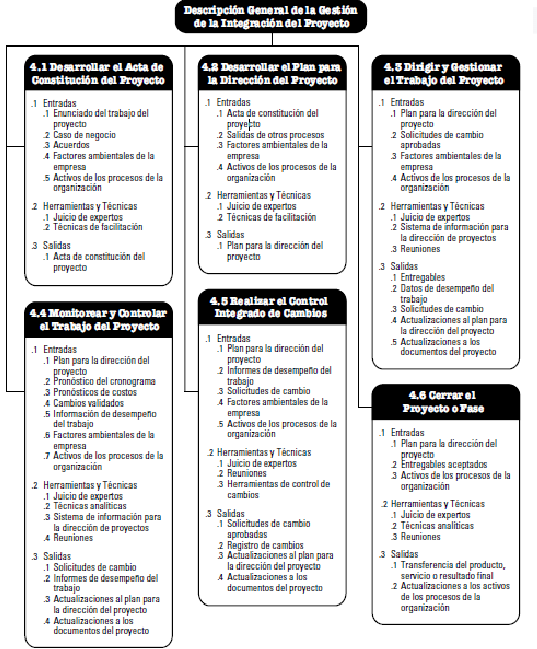 Descripción General de la Gestión
de la Integración del Proyecto
4.1 Desarrollar el Acta de
Constitución del Proyecto
.1 Entradas
.1 Enunciado del trabajo del
proyecto
.2 Caso de negocio
.3 Acuerdos
.4 Factores ambientales de la
empresa
.5 Activos de los procesos de la
organización
.2 Herramientas y Técnicas
.1 Juicio de expertos
.2 Técnicas de facilitación
.3 Salidas
.1 Acta de constitución del
proyecto
4.2 Desarrollar el Plan para
la Dirección del Proyecto
.1 Entradas
.1 Acta de constitución del
proyecto
.2 Salidas de otros procesos
.3 Factores ambientales de la
empresa
.4 Activos de los procesos de la
organización
.2 Herramientas y Técnicas
.1 Juicio de expertos
.2 Técnicas de facilitación
.3 Salidas
.1 Plan para la dirección del
proyecto
4.3 Dirigir y Gestionar
el Trabajo del Proyecto
.1 Entradas
.1 Plan para la dirección del
proyecto
.2 Solicitudes de cambio
aprobadas
.3 Factores ambientales de la
empresa
.4 Activos de los procesos de la
organización
.2 Herramientas y Técnicas
.1 Juicio de expertos
.2 Sistema de información para
la dirección de proyectos
.3 Reuniones
.3 Salidas
.1 Entregables
.2 Datos de desempeño del
trabajo
.3 Solicitudes de cambio
.4 Actualizaciones al plan para
la dirección del proyecto
.5 Actualizaciones a los
documentos del proyecto
4.4 Monitorear y Controlar
el Trabajo del Proyecto
.1 Entradas
.1 Plan para la dirección del
proyecto
.2 Pronóstico del cronograma
.3 Pronósticos de costos
.4 Cambios validados
.5 Información de desempeño
del trabajo
.6 Factores ambientales de la
empresa
.7 Activos de los procesos de la
organización
.2 Herramientas y Técnicas
.1 Juicio de expertos
.2 Técnicas analíticas
.3 Sistema de información para
la dirección de proyectos
.4 Reuniones
.3 Salidas
.1 Solicitudes de cambio
.2 Informes de desempeño del
trabajo
.3 Actualizaciones al plan para
la dirección del proyecto
.4 Actualizaciones a los
documentos del proyecto
4.5 Realizar el Control
Integrado de Cambios
.1 Entradas
.1 Plan para la dirección del
proyecto
.2 Informes de desempeño del
trabajo
.3 Solicitudes de cambio
.4 Factores ambientales de la
empresa
.5 Activos de los procesos de la
organización
.2 Herramientas y Técnicas
.1 Juicio de expertos
.2 Reuniones
.3 Herramientas de control de
cambios
.3 Salidas
.1 Solicitudes de cambio
aprobadas
.2 Registro de cambios
.3 Actualizaciones al plan para
la dirección del proyecto
.4 Actualizaciones a los
documentos del proyecto
4.6 Cerrar el
Proyecto o Fase
.1 Entradas
.1 Plan para la dirección del
proyecto
.2 Entregables aceptados
.3 Activos de los procesos de la
organización
.2 Herramientas y Técnicas
.1 Juicio de expertos
.2 Técnicas analíticas
.3 Reuniones
.3 Salidas
.1 Transferencia del producto,
servicio o resultado final
.2 Actualizaciones a los activos
de los procesos de la
organización